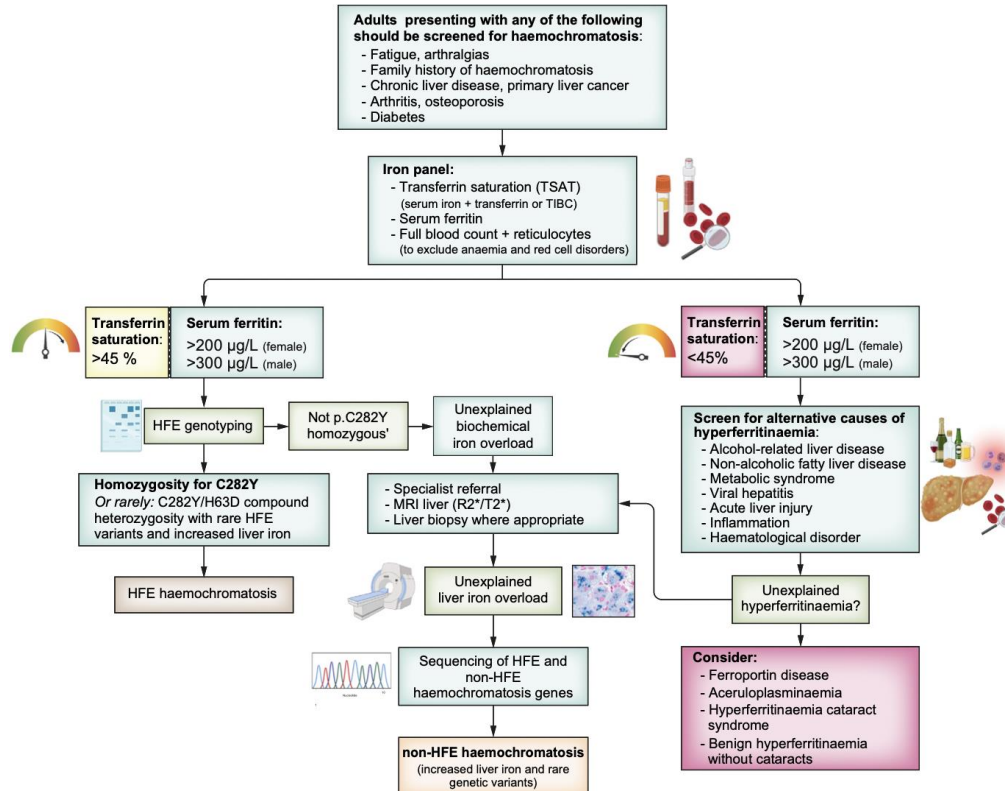 Adults presenting with any of the following
should be screened for haemochromatosis:
- Fatigue, arthralgias
- Family history of haemochromatosis
- Chronic liver disease, primary liver cancer
- Arthritis, osteoporosis
- Diabetes
Iron panel:
- Transferrin saturation (TSAT)
(serum iron + transferrin or TIBC)
- Serum ferritin
- Full blood count + reticulocytes
(to exclude anaemia and red cell disorders)
Transferrin
saturation:
>45 %
Serum ferritin:
>200 µg/L (female)
>300 µg/L (male)
Transferrin
saturation:
<45%
Serum ferritin:
>200 µg/L (female)
>300 µg/L (male)
HFE genotyping
Not p.C282Y
homozygous'
Unexplained
biochemical
iron overload
Homozygosity for C282Y
Or rarely: C282Y/H63D compound
heterozygosity with rare HFE
variants and increased liver iron
HFE haemochromatosis
- Specialist referral
- MRI liver (R2*/T2*)
- Liver biopsy where appropriate
Unexplained
liver iron overload
Sequencing of HFE and
non-HFE
haemochromatosis genes
non-HFE haemochromatosis
(increased liver iron and rare
genetic variants)
Screen for alternative causes of
hyperferritinaemia:
- Alcohol-related liver disease
- Non-alcoholic fatty liver disease
- Metabolic syndrome
- Viral hepatitis
- Acute liver injury
- Inflammation
- Haematological disorder
Unexplained
hyperferritinaemia?
Consider:
- Ferroportin disease
- Aceruloplasminaemia
- Hyperferritinaemia cataract
syndrome
- Benign hyperferritinaemia
without cataracts